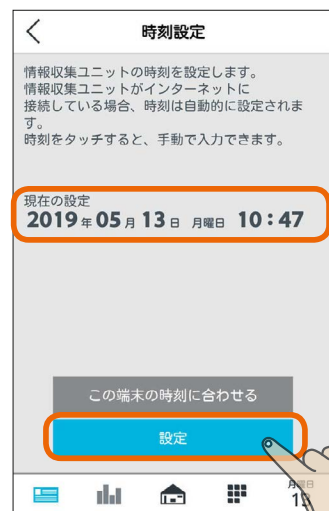 時刻設定
情報収集ユニットの時刻を設定します。
情報収集ユニットがインターネットに
接続している場合、時刻は自動的に設定されま
す。
時刻をタッチすると、手動で入力できます。
現在の設定
2019年05月13日 月曜日 10:47
この端末の時刻に合わせる
設定
月曜日